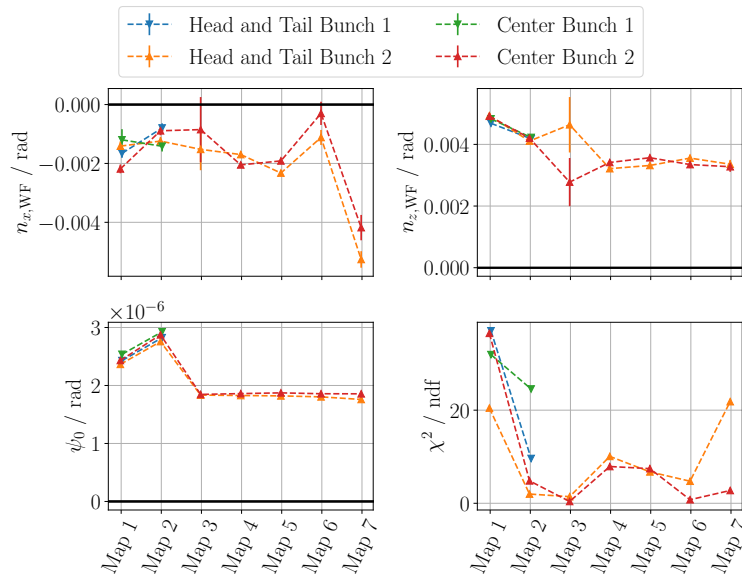 Head and Tail Bunch 1
Center Bunch 1
Head and Tail Bunch 2
Center Bunch 2
0.000
−0.002
−0.004
n_{x,WF} / rad
0.004
0.002
0.000
n_{z,WF} / rad
×10^{−6}
3
2
1
0
ψ_0 / rad
20
0
χ^2 / ndf
Map 1
Map 2
Map 3
Map 4
Map 5
Map 6
Map 7
Map 1
Map 2
Map 3
Map 4
Map 5
Map 6
Map 7